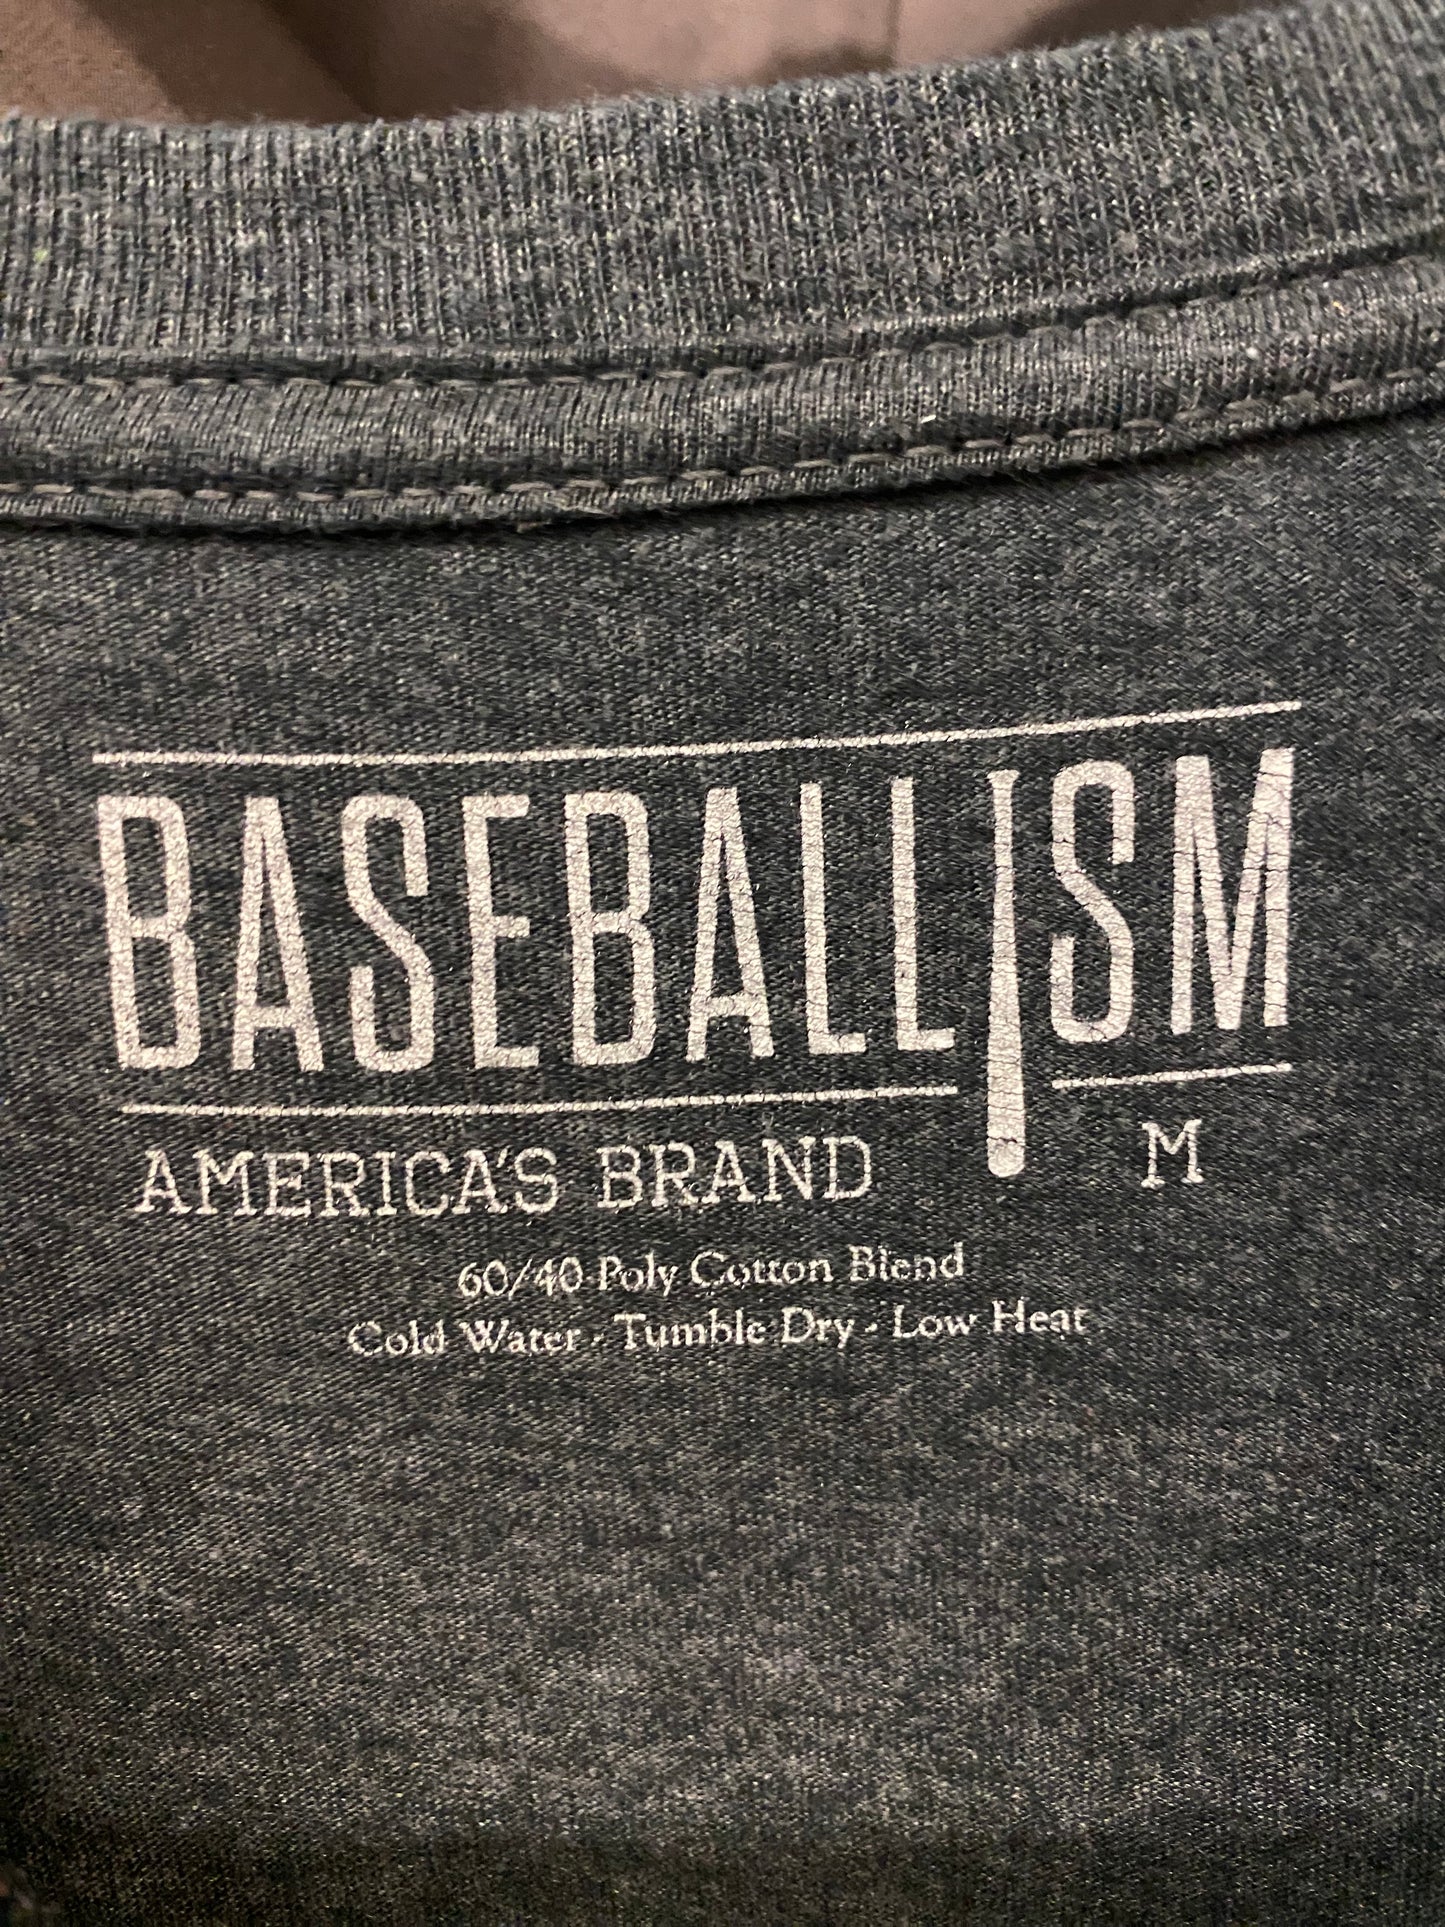 BASEBALLISM
AMERICA'S BRAND M
60/40 Poly Cotton Blend
Cold Water - Tumble Dry - Low Heat